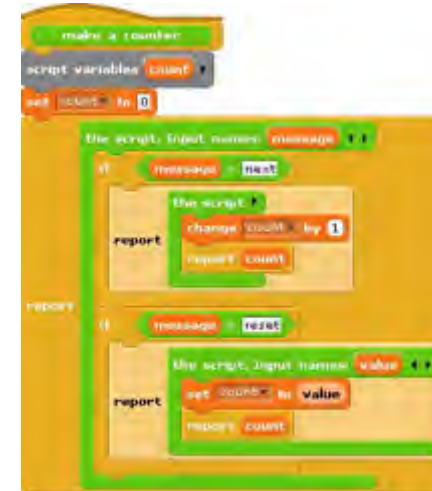 make a counter
script variables count
set count to 0
the script, Input names: message
if message = next
the script
change count by 1
report
report count
report
if message = reset
the script, Input names: value
set count to value
report
report count